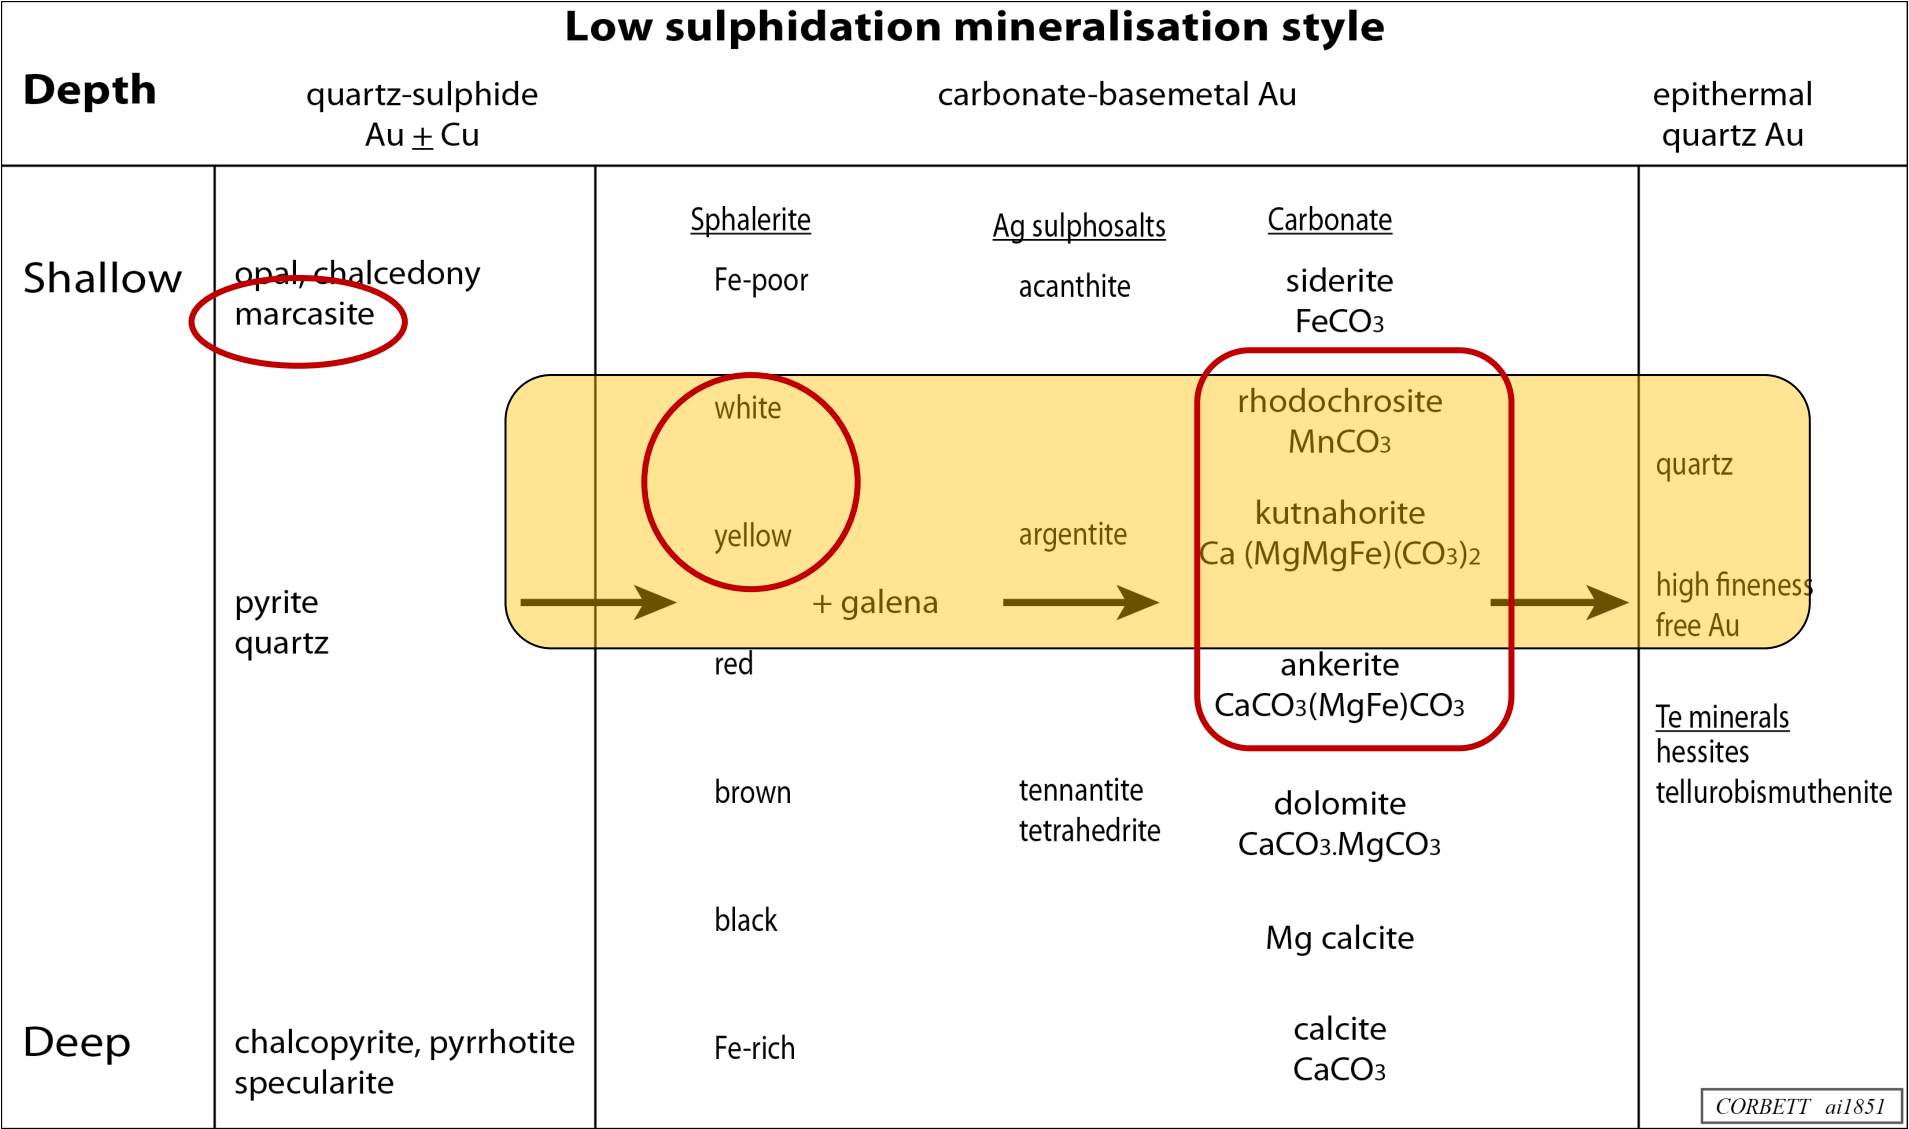 Low sulphidation mineralisation style
Depth
quartz-sulphide
Au ± Cu
carbonate-basemetal Au
epithermal
quartz Au
Shallow
opal, chalcedony
marcasite
pyrite
quartz
Deep
chalcopyrite, pyrrhotite
specularite
Sphalerite
Fe-poor
white
yellow
+ galena
red
brown
black
Fe-rich
Ag sulphosalts
acanthite
argentite
tennantite
tetrahedrite
Carbonate
siderite
FeCO3
rhodochrosite
MnCO3
kutnahorite
Ca (MgMgFe)(CO3)2
ankerite
CaCO3(MgFe)CO3
dolomite
CaCO3.MgCO3
Mg calcite
calcite
CaCO3
quartz
high fineness
free Au
Te minerals
hessites
tellurobismuthenite
CORBETT ai1851